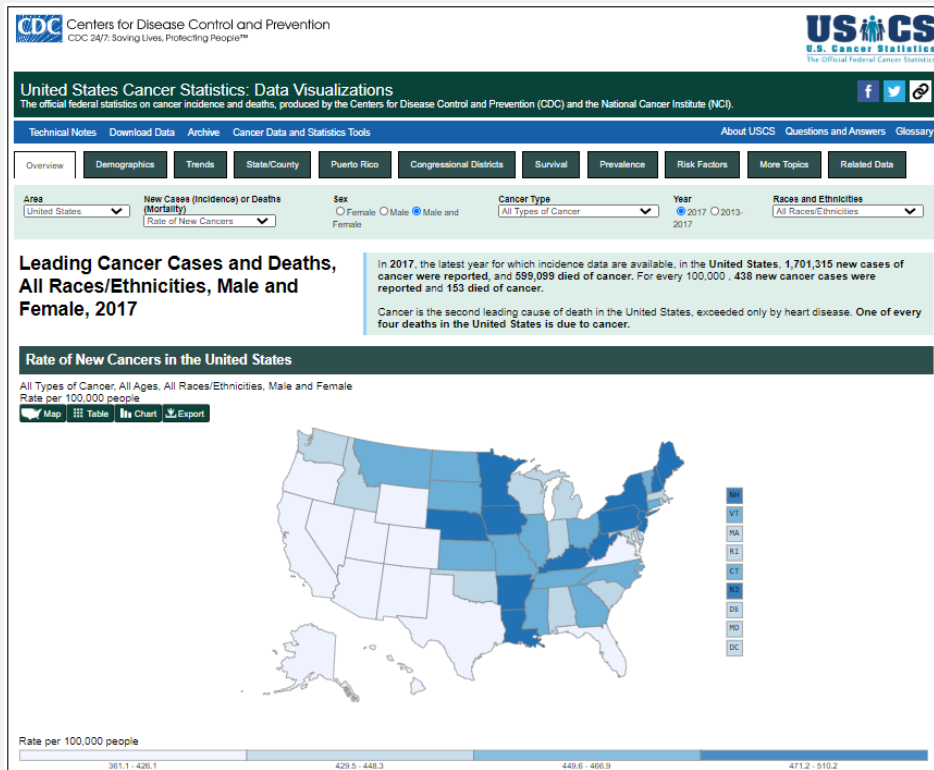 CDC Centers for Disease Control and Prevention
CDC 24/7: Saving Lives, Protecting People™
USCS
U.S. Cancer Statistics
The Official Federal Cancer Statistics
United States Cancer Statistics: Data Visualizations
The official federal statistics on cancer incidence and deaths, produced by the Centers for Disease Control and Prevention (CDC) and the National Cancer Institute (NCI).
Technical Notes Download Data Archive Cancer Data and Statistics Tools About USCS Questions and Answers Glossary
Overview Demographics Trends State/County Puerto Rico Congressional Districts Survival Prevalence Risk Factors More Topics Related Data
Area
United States
New Cases (Incidence) or Deaths
(Mortality)
Rate of New Cancers
Sex
Female Male Male and
Female
Cancer Type
All Types of Cancer
Year
2017 2013-
2017
Races and Ethnicities
All Races/Ethnicities
Leading Cancer Cases and Deaths,
All Races/Ethnicities, Male and
Female, 2017
In 2017, the latest year for which incidence data are available, in the United States, 1,701,315 new cases of
cancer were reported, and 599,099 died of cancer. For every 100,000 , 438 new cancer cases were
reported and 153 died of cancer.
Cancer is the second leading cause of death in the United States, exceeded only by heart disease. One of every
four deaths in the United States is due to cancer.
Rate of New Cancers in the United States
All Types of Cancer, All Ages, All Races/Ethnicities, Male and Female
Rate per 100,000 people
Map Table Chart Export
NH
VT
MA
RI
CT
NJ
DE
MD
DC
Rate per 100,000 people
361.1 - 426.1 429.5 - 448.3 449.6 - 466.9 471.2 - 510.2